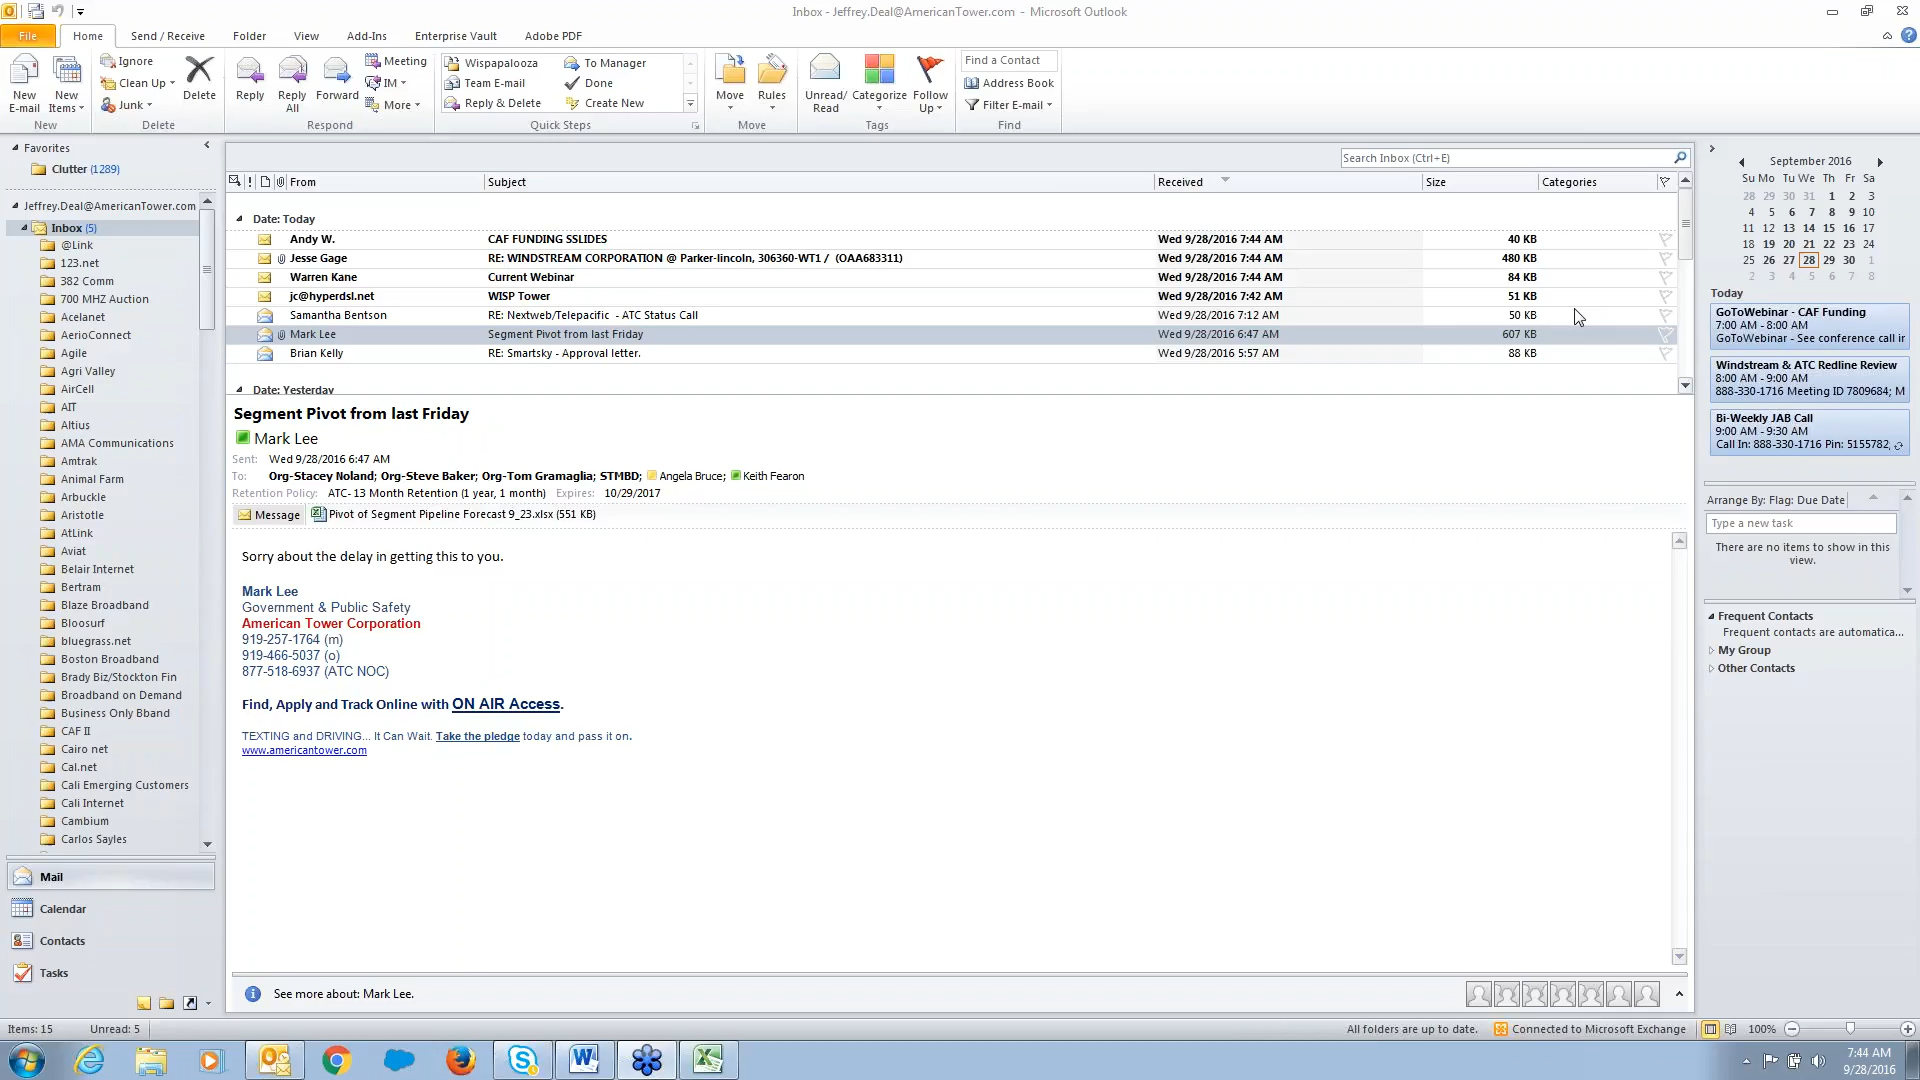 Inbox - Jeffrey.Deal@AmericanTower.com - Microsoft Outlook
File Home Send / Receive Folder View Add-Ins Enterprise Vault Adobe PDF
New E-mail
New Items
New
Ignore
Clean Up
Junk
Delete
Delete
Reply
Reply All
Forward
Meeting
IM
More
Respond
Wispapalooza
Team E-mail
Reply & Delete
To Manager
Done
Create New
Quick Steps
Move
Rules
Move
Unread/ Read
Categorize
Follow Up
Tags
Find a Contact
Address Book
Filter E-mail
Find
Favorites
Clutter (1289)
Jeffrey.Deal@AmericanTower.com
Inbox (5)
@Link
123.net
382 Comm
700 MHZ Auction
Acelanet
AeroConnect
Agile
Agri Valley
AirCell
AIT
Altius
AMA Communications
Amtrak
Animal Farm
Arbuckle
Aristotle
AtLink
Aviat
Belair Internet
Bertram
Blaze Broadband
Bloosurf
bluegrass.net
Boston Broadband
Brady Biz/Stockton Fin
Broadband on Demand
Business Only Bband
CAF II
Cairo net
Cal.net
Cali Emerging Customers
Cali Internet
Cambium
Carlos Sayles
Mail
Calendar
Contacts
Tasks
Search Inbox (Ctrl+E)
! From Subject Received Size Categories
Date: Today
Andy W. CAF FUNDING SSLIDES Wed 9/28/2016 7:44 AM 40 KB
Jesse Gage RE: WINDSTREAM CORPORATION @ Parker-lincoln, 306360-WT1 / (OAA683311) Wed 9/28/2016 7:44 AM 480 KB
Warren Kane Current Webinar Wed 9/28/2016 7:44 AM 84 KB
jc@hyperdsl.net WISP Tower Wed 9/28/2016 7:42 AM 51 KB
Samantha Bentson RE: Nextweb/Telepacific - ATC Status Call Wed 9/28/2016 7:12 AM 50 KB
Mark Lee Segment Pivot from last Friday Wed 9/28/2016 6:47 AM 607 KB
Brian Kelly RE: Smartsky - Approval letter. Wed 9/28/2016 5:57 AM 88 KB
Date: Yesterday
Segment Pivot from last Friday
Mark Lee
Sent: Wed 9/28/2016 6:47 AM
To: Org-Stacey Noland; Org-Steve Baker; Org-Tom Gramaglia; STMBD; Angela Bruce; Keith Fearon
Retention Policy: ATC- 13 Month Retention (1 year, 1 month) Expires: 10/29/2017
Message Pivot of Segment Pipeline Forecast 9_23.xlsx (551 KB)
Sorry about the delay in getting this to you.
Mark Lee
Government & Public Safety
American Tower Corporation
919-257-1764 (m)
919-466-5037 (o)
877-518-6937 (ATC NOC)
Find, Apply and Track Online with ON AIR Access.
TEXTING and DRIVING... It Can Wait. Take the pledge today and pass it on.
www.americantower.com
See more about: Mark Lee.
September 2016
Su Mo Tu We Th Fr Sa
28 29 30 31 1 2 3
4 5 6 7 8 9 10
11 12 13 14 15 16 17
18 19 20 21 22 23 24
25 26 27 28 29 30 1
2 3 4 5 6 7 8
Today
GoToWebinar - CAF Funding
7:00 AM - 8:00 AM
GoToWebinar - See conference call ir
Windstream & ATC Redline Review
8:00 AM - 9:00 AM
888-330-1716 Meeting ID 7809684; M
Bi-Weekly JAB Call
9:00 AM - 9:30 AM
Call In: 888-330-1716 Pin: 5155782,
Arrange By: Flag: Due Date
Type a new task
There are no items to show in this
view.
Frequent Contacts
Frequent contacts are automatica...
My Group
Other Contacts
Items: 15 Unread: 5 All folders are up to date. Connected to Microsoft Exchange 100%
7:44 AM
9/28/2016